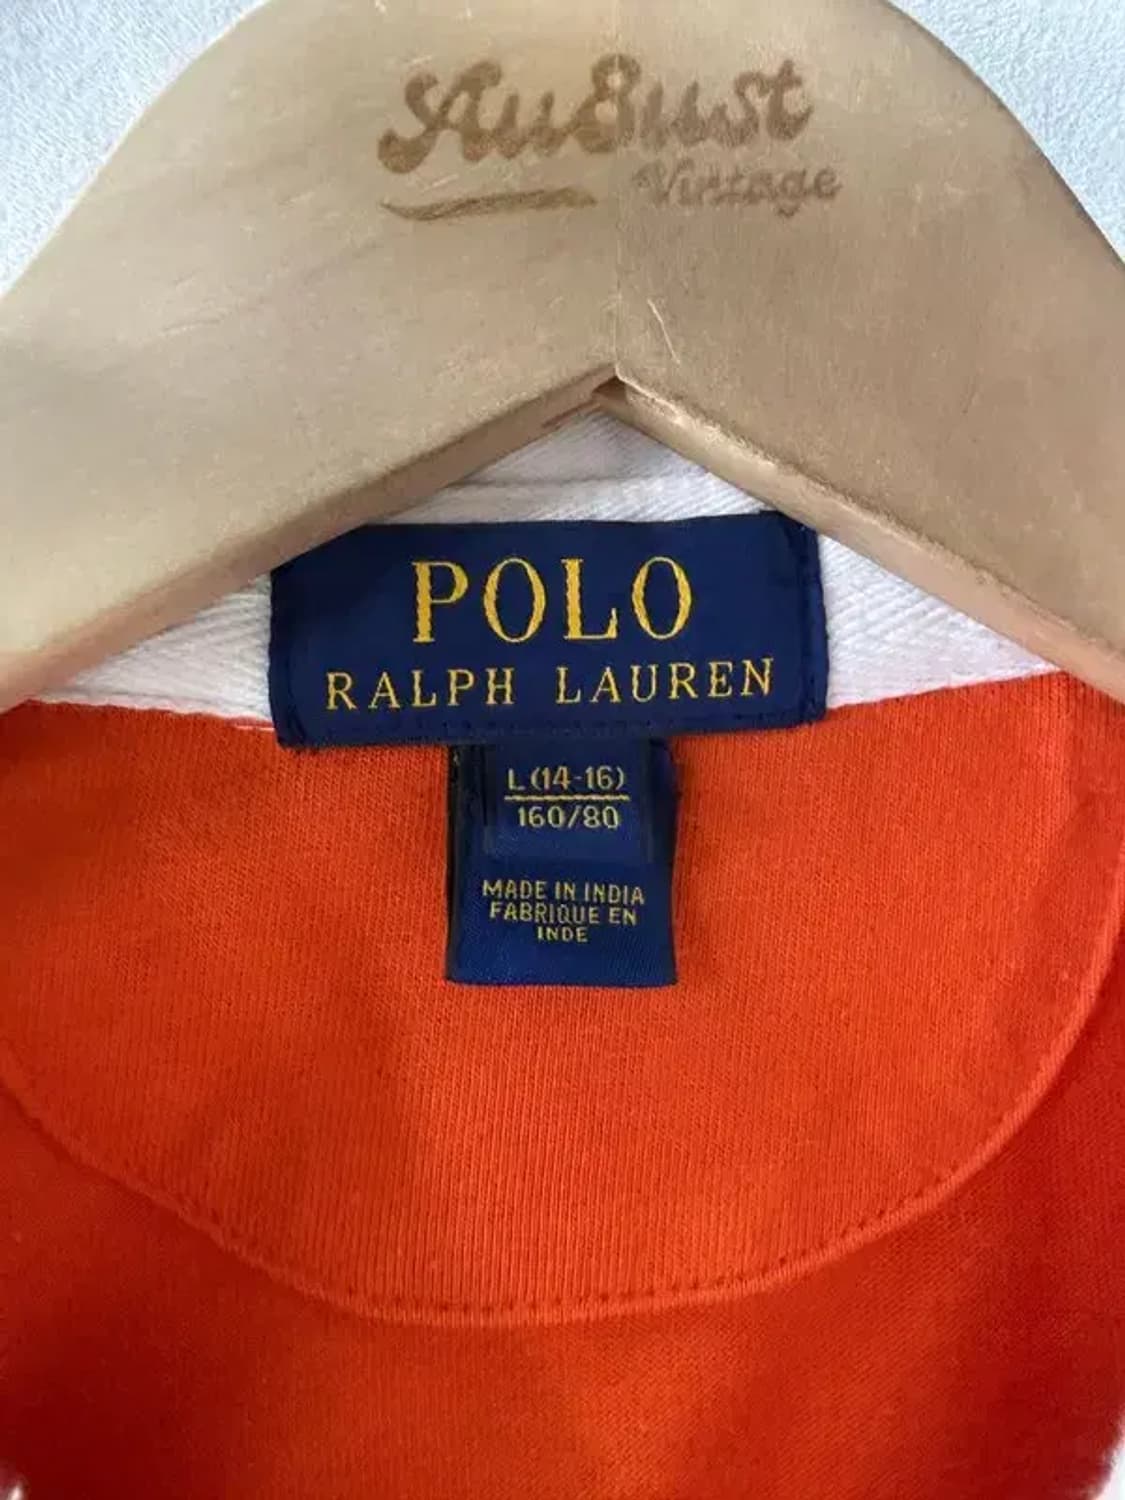 August
Vintage
POLO
RALPH LAUREN
L (14-16)
160/80
MADE IN INDIA
FABRIQUE EN
INDE